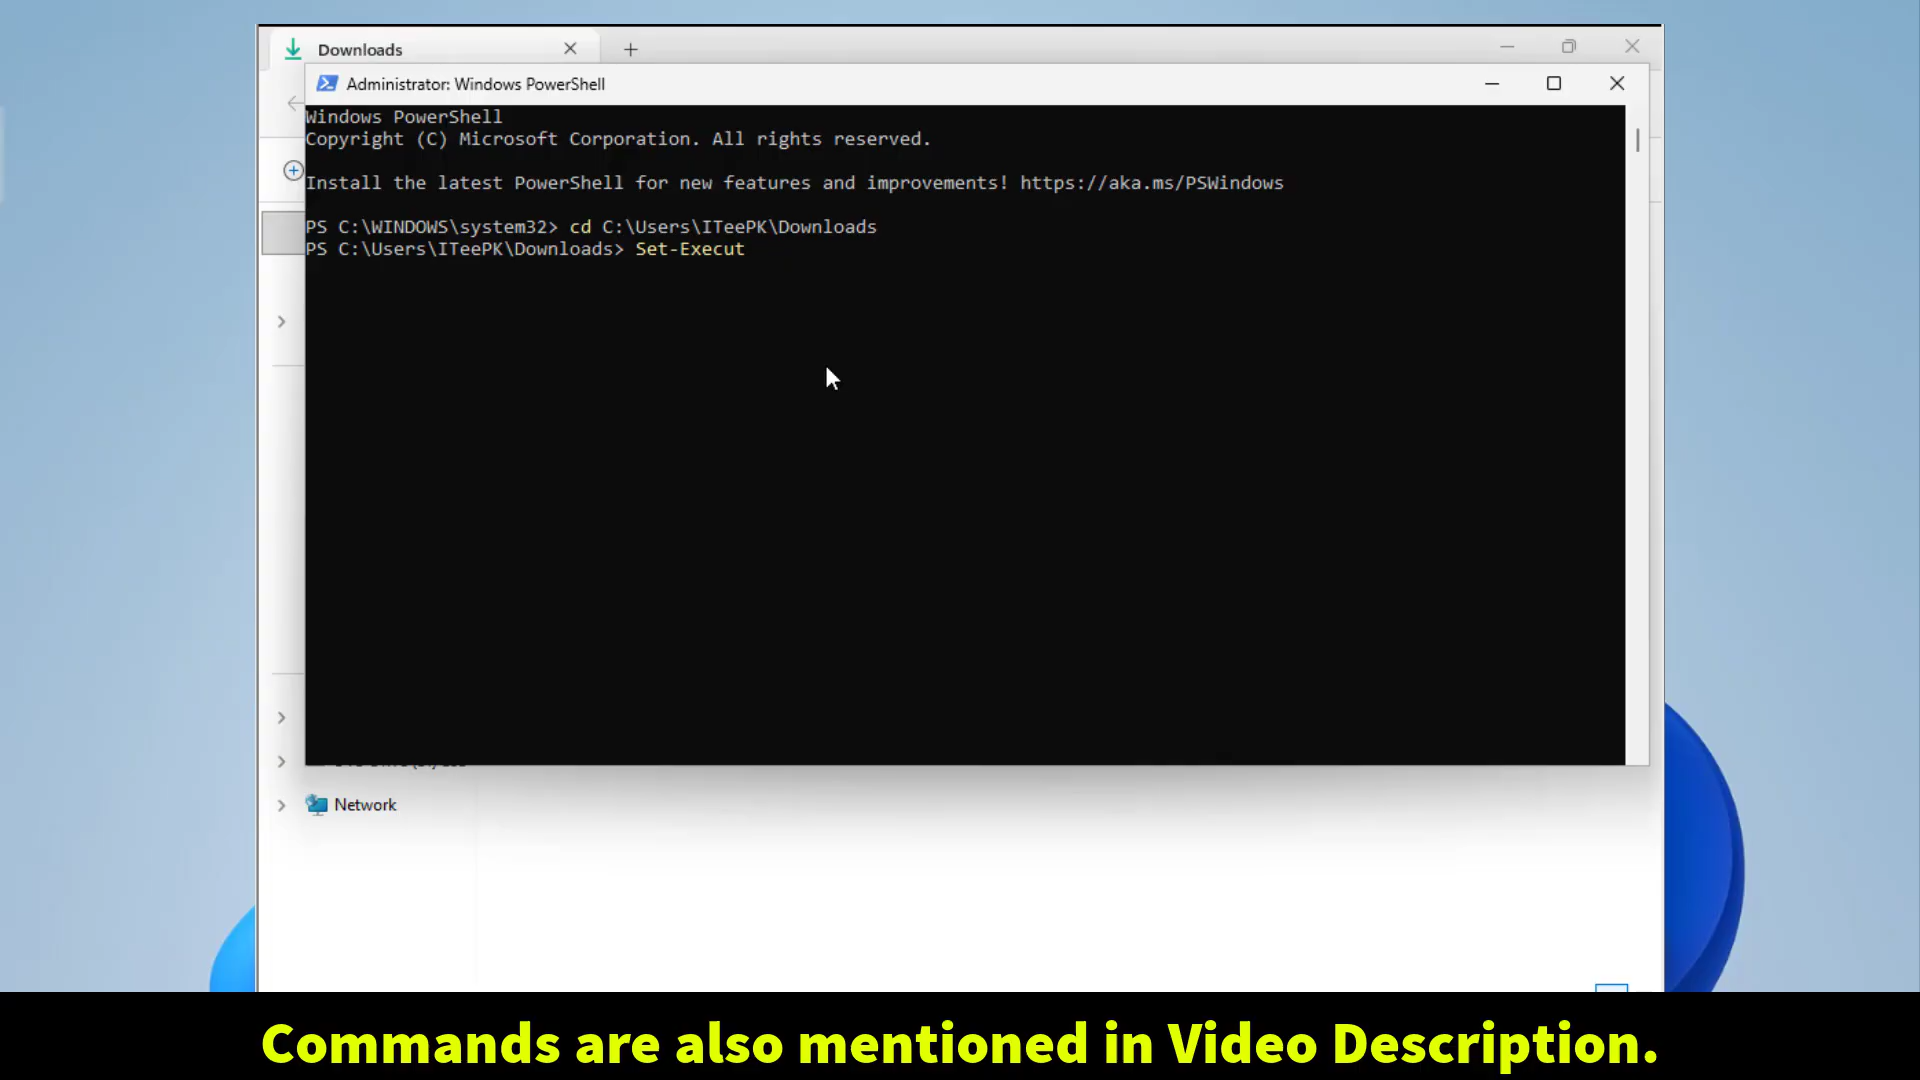 Downloads
Administrator: Windows PowerShell
Windows PowerShell
Copyright (C) Microsoft Corporation. All rights reserved.
Install the latest PowerShell for new features and improvements! https://aka.ms/PSWindows
PS C:\WINDOWS\system32> cd C:\Users\ITeePK\Downloads
PS C:\Users\ITeePK\Downloads> Set-Execut
Network
Commands are also mentioned in Video Description.